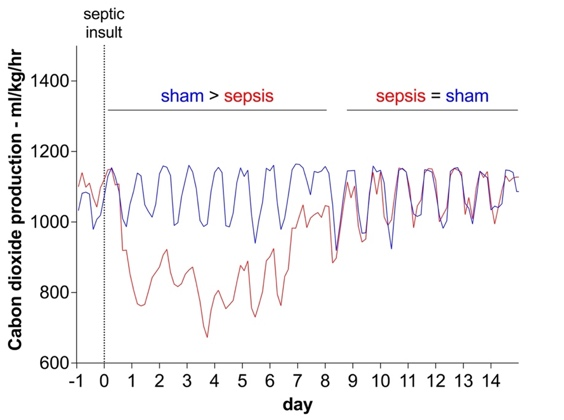 septic
insult
1400
1200
1000
800
600
Cabon dioxide production - ml/kg/hr
sham > sepsis
sepsis = sham
-1 0 1 2 3 4 5 6 7 8 9 10 11 12 13 14
day